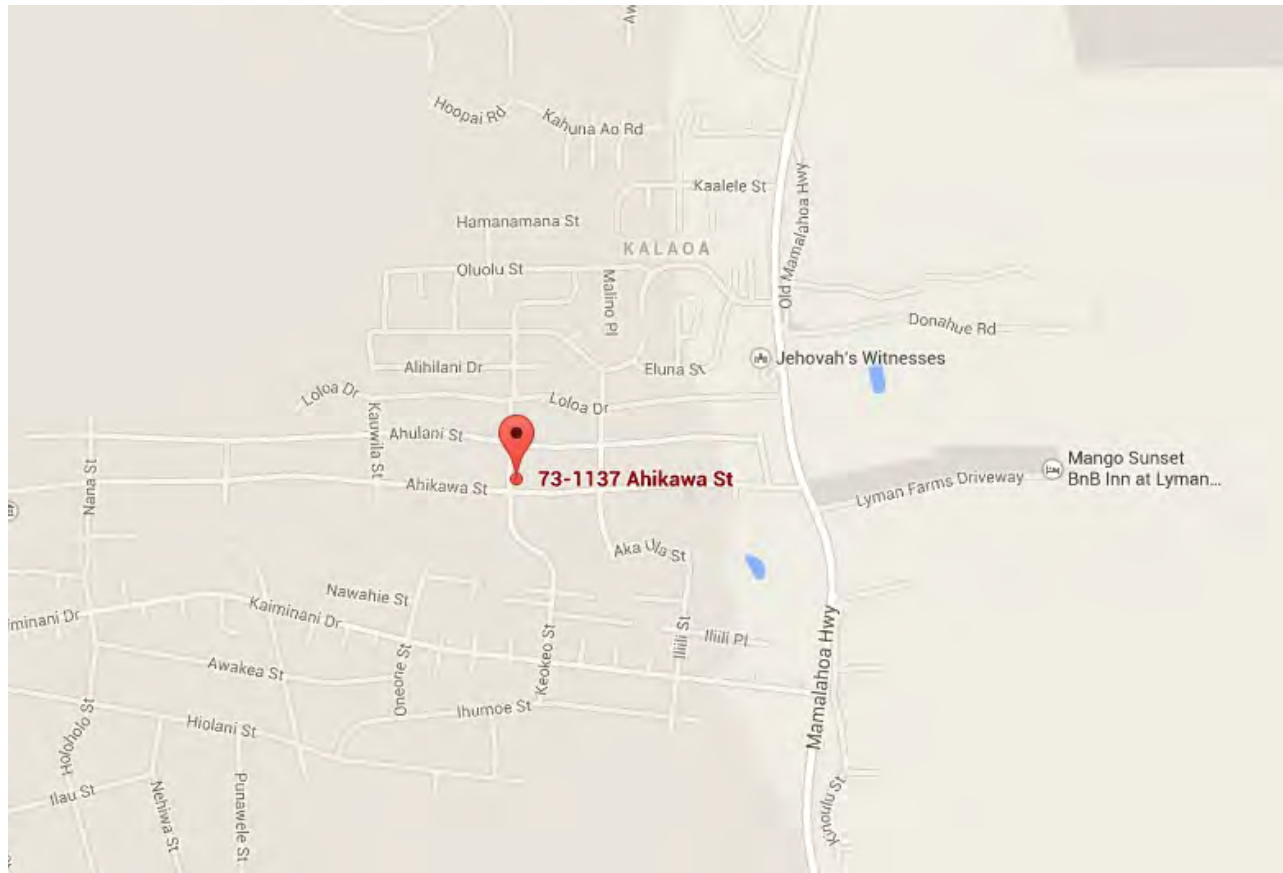 Aw
Hoopai Rd
Kahuna Ao Rd
Kaalele St
Old Mamalahoa Hwy
Hamanamana St
KALAOA
Oluolu St
Malino Pl
Donahue Rd
Jehovah's Witnesses
Alihilani Dr
Eluna St
Loloa Dr
Loloa Dr
Kauwila St
Ahulani St
Nana St
73-1137 Ahikawa St
Ahikawa St
Mango Sunset
BnB Inn at Lyman...
Lyman Farms Driveway
Aka Ula St
Nawahie St
Kaiminani Dr
iminani Dr
Iliili St
Iliili Pl
Oneone St
Keokeo St
Awakea St
Mamalahoa Hwy
Ihumoe St
Holoholo St
Hiolani St
Ilau St
Nehiwa St
Punawele St
Kinoulu St